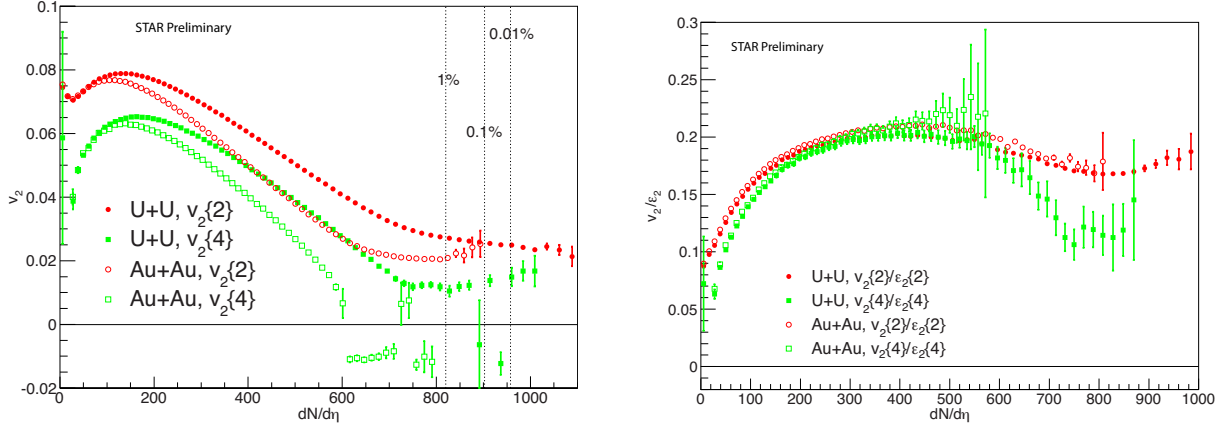 STAR Preliminary
0.1
0.08
0.06
0.04
0.02
0
-0.02
v₂
0.01%
1%
0.1%
U+U, v₂{2}
U+U, v₂{4}
Au+Au, v₂{2}
Au+Au, v₂{4}
0 200 400 600 800 1000
dN/dη
STAR Preliminary
0.3
0.25
0.2
0.15
0.1
0.05
0
v₂/ε₂
U+U, v₂{2}/ε₂{2}
U+U, v₂{4}/ε₂{4}
Au+Au, v₂{2}/ε₂{2}
Au+Au, v₂{4}/ε₂{4}
0 100 200 300 400 500 600 700 800 900 1000
dN/dη